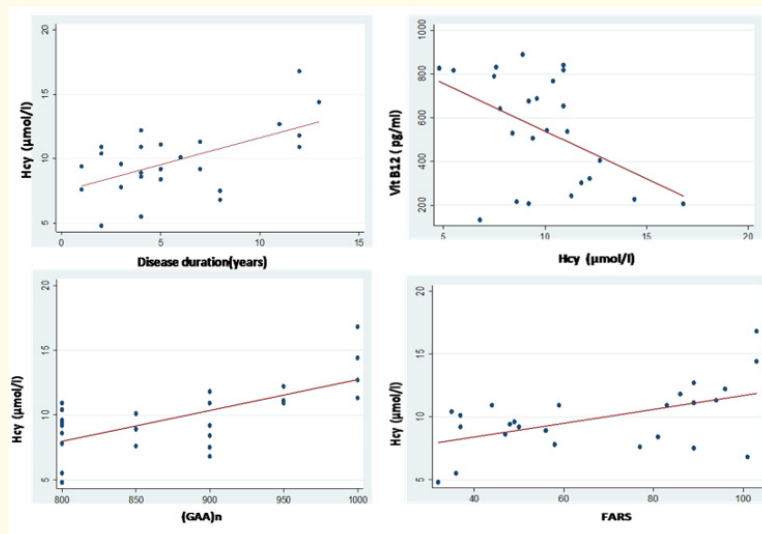 20
15
10
5
Hcy (µmol/l)
0 5 10 15
Disease duration(years)
1000
800
600
400
200
Vit B12 ( pg/ml)
5 10 15 20
Hcy (µmol/l)
20
15
10
5
Hcy (µmol/l)
800 850 900 950 1000
(GAA)n
20
15
10
5
Hcy (µmol/l)
40 60 80 100
FARS